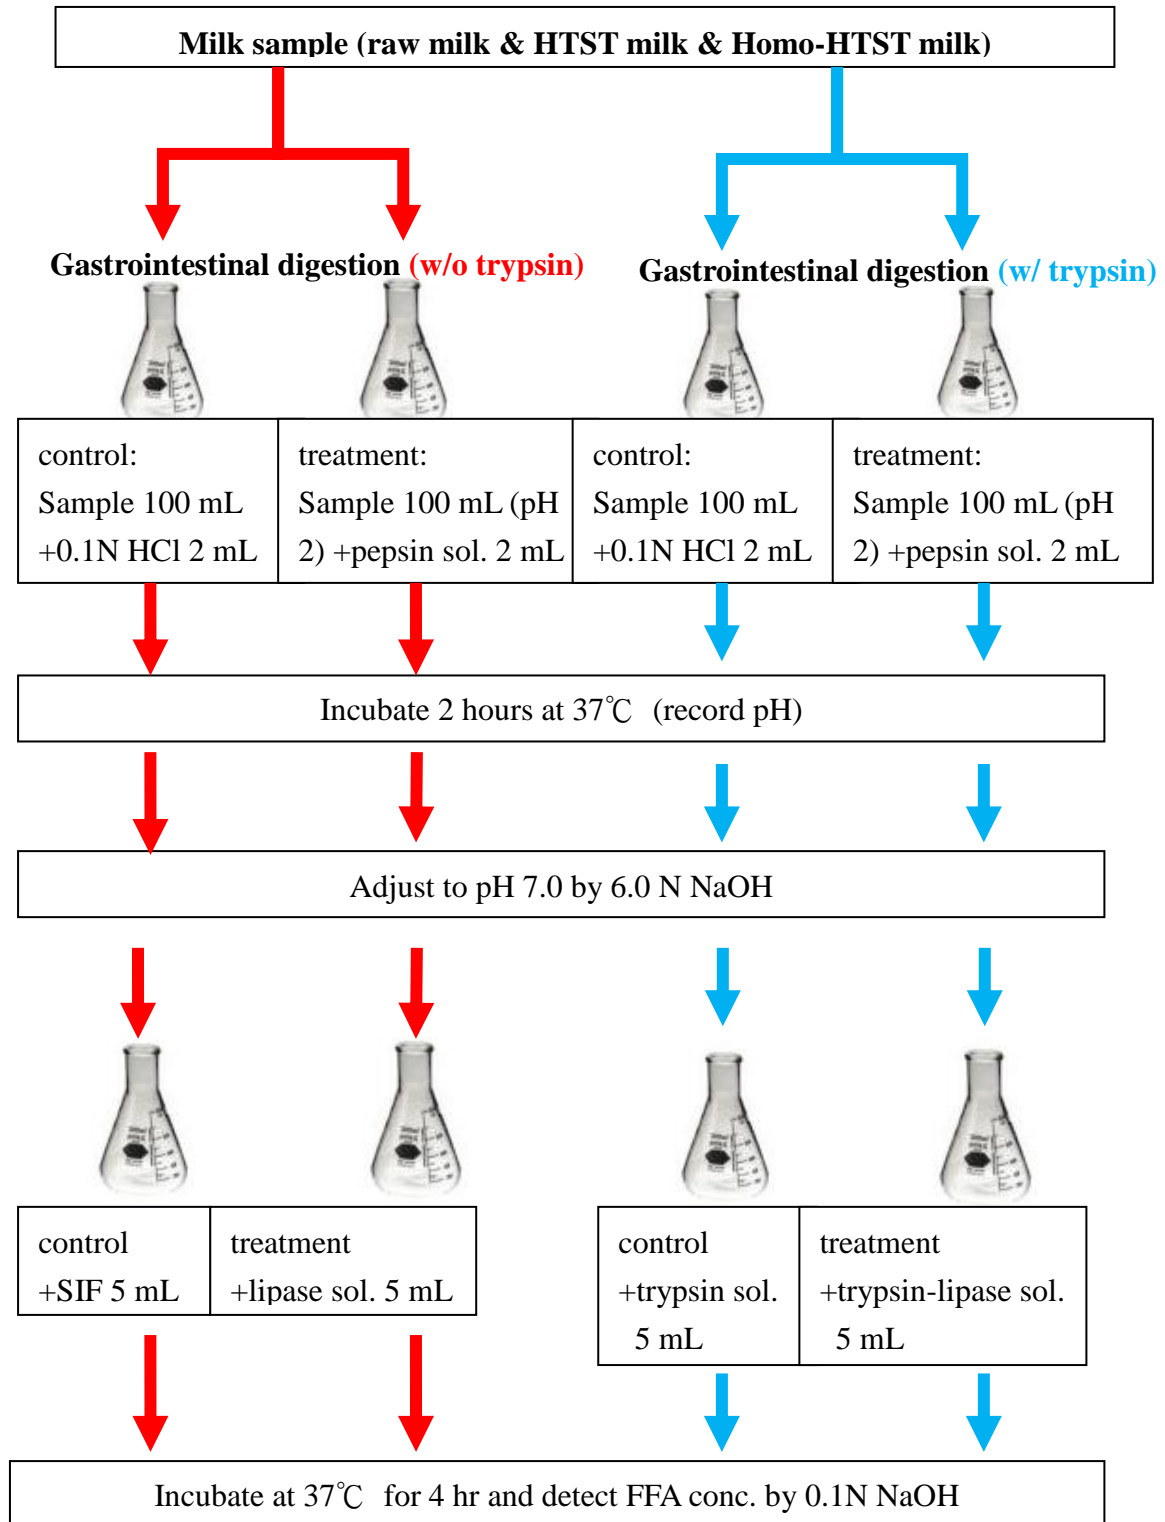 Milk sample (raw milk & HTST milk & Homo-HTST milk)
Gastrointestinal digestion (w/o trypsin)
Gastrointestinal digestion (w/ trypsin)
control:
Sample 100 mL
+0.1N HCl 2 mL
treatment:
Sample 100 mL (pH
2) +pepsin sol. 2 mL
control:
Sample 100 mL
+0.1N HCl 2 mL
treatment:
Sample 100 mL (pH
2) +pepsin sol. 2 mL
Incubate 2 hours at 37℃ (record pH)
Adjust to pH 7.0 by 6.0 N NaOH
control
+SIF 5 mL
treatment
+lipase sol. 5 mL
control
+trypsin sol.
5 mL
treatment
+trypsin-lipase sol.
5 mL
Incubate at 37℃ for 4 hr and detect FFA conc. by 0.1N NaOH